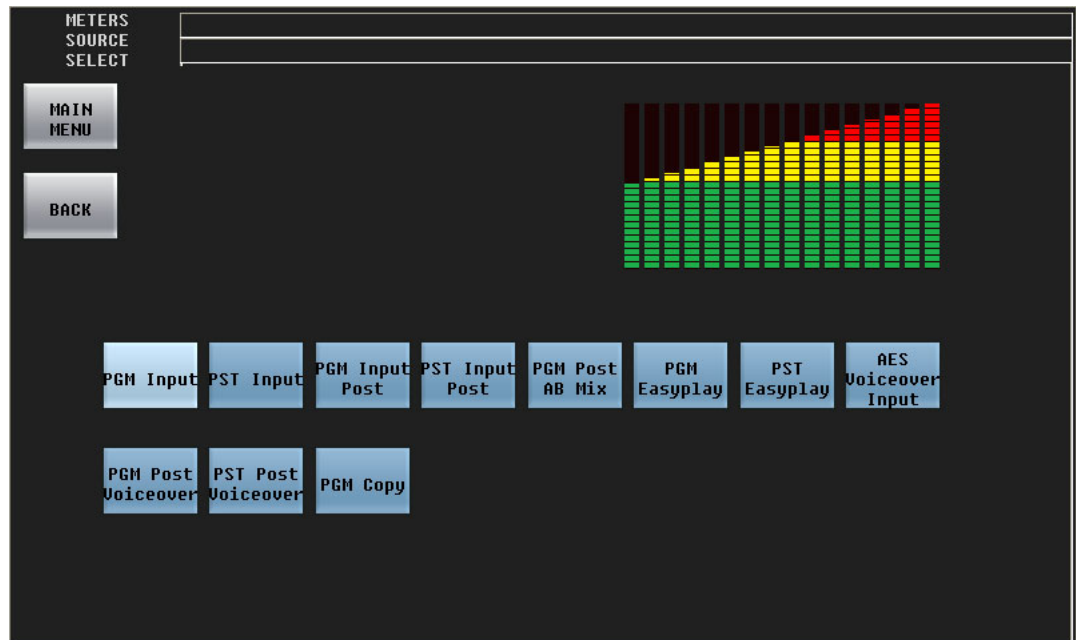 METERS
SOURCE
SELECT
MAIN
MENU
BACK
PGM Input
PST Input
PGM Input
Post
PST Input
Post
PGM Post
AB Mix
PGM
Easyplay
PST
Easyplay
AES
Voiceover
Input
PGM Post
Voiceover
PST Post
Voiceover
PGM Copy